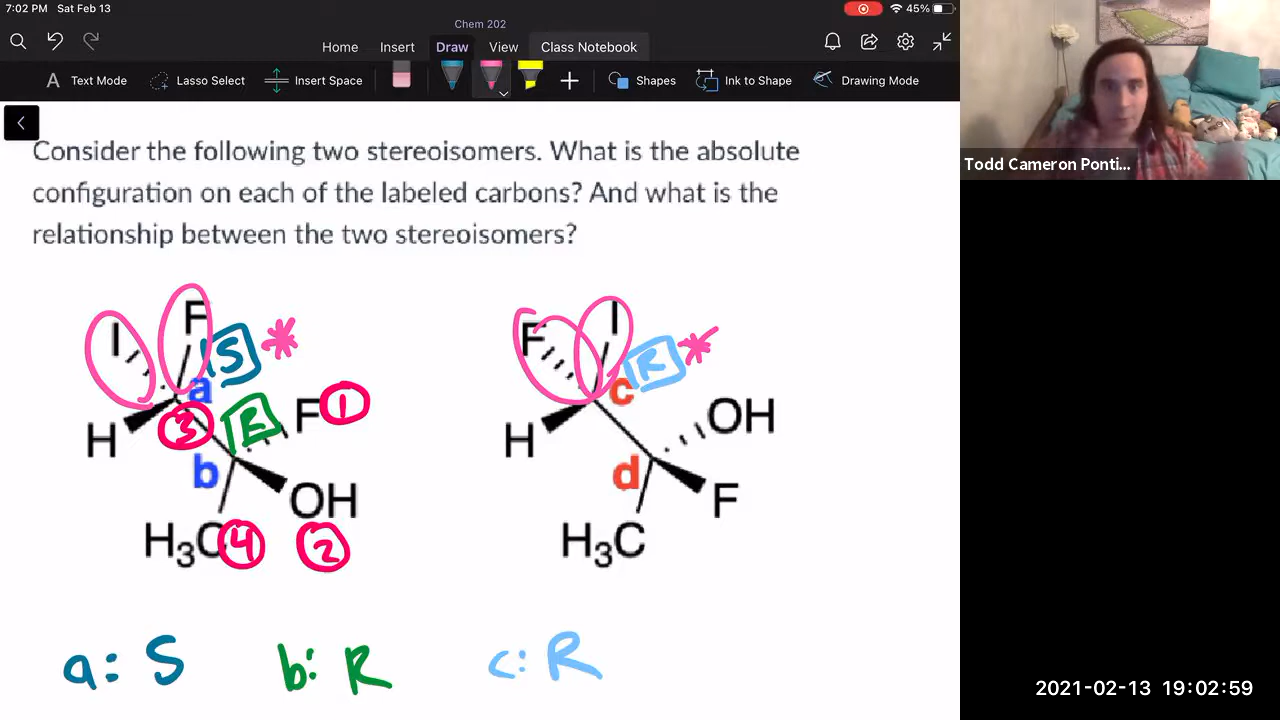 7:02 PM Sat Feb 13
45%
Chem 202
Home Insert Draw View Class Notebook
Text Mode Lasso Select Insert Space Shapes Ink to Shape Drawing Mode
Todd Cameron Ponti...
Consider the following two stereoisomers. What is the absolute
configuration on each of the labeled carbons? And what is the
relationship between the two stereoisomers?
I F S *
a
H 3 R F 1
b
OH
H3C 4 2
F I R *
c
H OH
d
F
H3C
a: S b: R c: R
2021-02-13 19:02:59